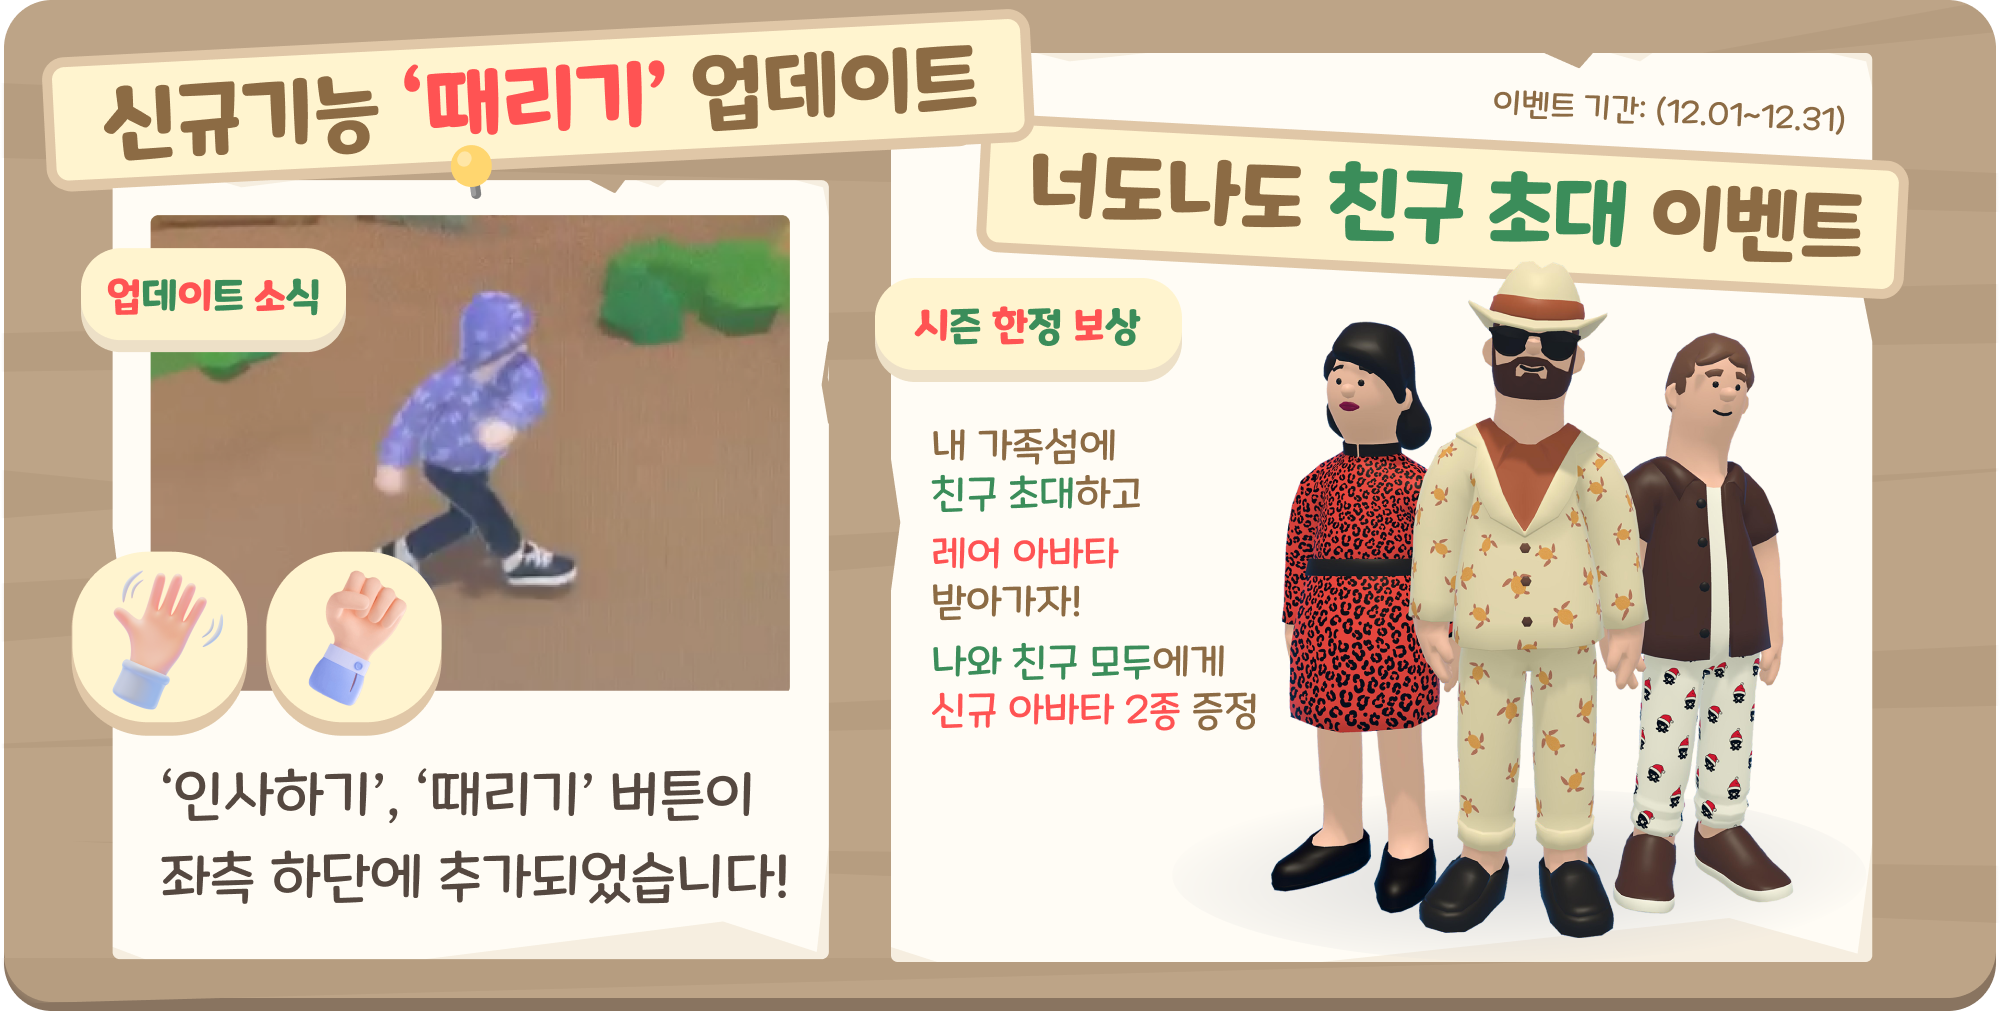 신규기능 ‘때리기’ 업데이트
업데이트 소식
‘인사하기’, ‘때리기’ 버튼이
좌측 하단에 추가되었습니다!
이벤트 기간: (12.01~12.31)
너도나도 친구 초대 이벤트
시즌 한정 보상
내 가족섬에
친구 초대하고
레어 아바타
받아가자!
나와 친구 모두에게
신규 아바타 2종 증정